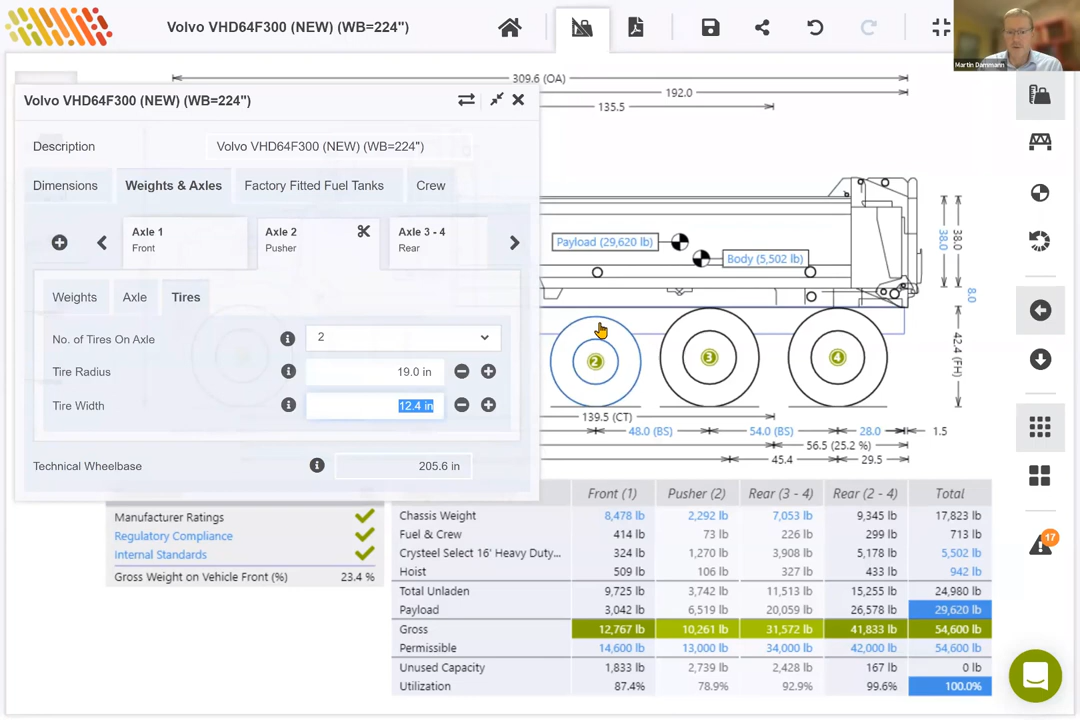 Volvo VHD64F300 (NEW) (WB=224")
Martin Dammann
309.6 (OA)
192.0
135.5
Volvo VHD64F300 (NEW) (WB=224")
Description
Volvo VHD64F300 (NEW) (WB=224")
Dimensions
Weights & Axles
Factory Fitted Fuel Tanks
Crew
Axle 1
Front
Axle 2
Pusher
Axle 3 - 4
Rear
Weights
Axle
Tires
No. of Tires On Axle
2
Tire Radius
19.0 in
Tire Width
12.4 in
Technical Wheelbase
205.6 in
Payload (29,620 lb)
Body (5,502 lb)
38.0
38.0
8.0
42.4 (FH)
2
3
4
139.5 (CT)
48.0 (BS)
54.0 (BS)
28.0
1.5
56.5 (25.2 %)
45.4
29.5
17
Manufacturer Ratings
Regulatory Compliance
Internal Standards
Gross Weight on Vehicle Front (%) 23.4 %
Front (1) Pusher (2) Rear (3 - 4) Rear (2 - 4) Total
Chassis Weight 8,478 lb 2,292 lb 7,053 lb 9,345 lb 17,823 lb
Fuel & Crew 414 lb 73 lb 226 lb 299 lb 713 lb
Crysteel Select 16' Heavy Duty... 324 lb 1,270 lb 3,908 lb 5,178 lb 5,502 lb
Hoist 509 lb 106 lb 327 lb 433 lb 942 lb
Total Unladen 9,725 lb 3,742 lb 11,513 lb 15,255 lb 24,980 lb
Payload 3,042 lb 6,519 lb 20,059 lb 26,578 lb 29,620 lb
Gross 12,767 lb 10,261 lb 31,572 lb 41,833 lb 54,600 lb
Permissible 14,600 lb 13,000 lb 34,000 lb 42,000 lb 54,600 lb
Unused Capacity 1,833 lb 2,739 lb 2,428 lb 167 lb 0 lb
Utilization 87.4% 78.9% 92.9% 99.6% 100.0%